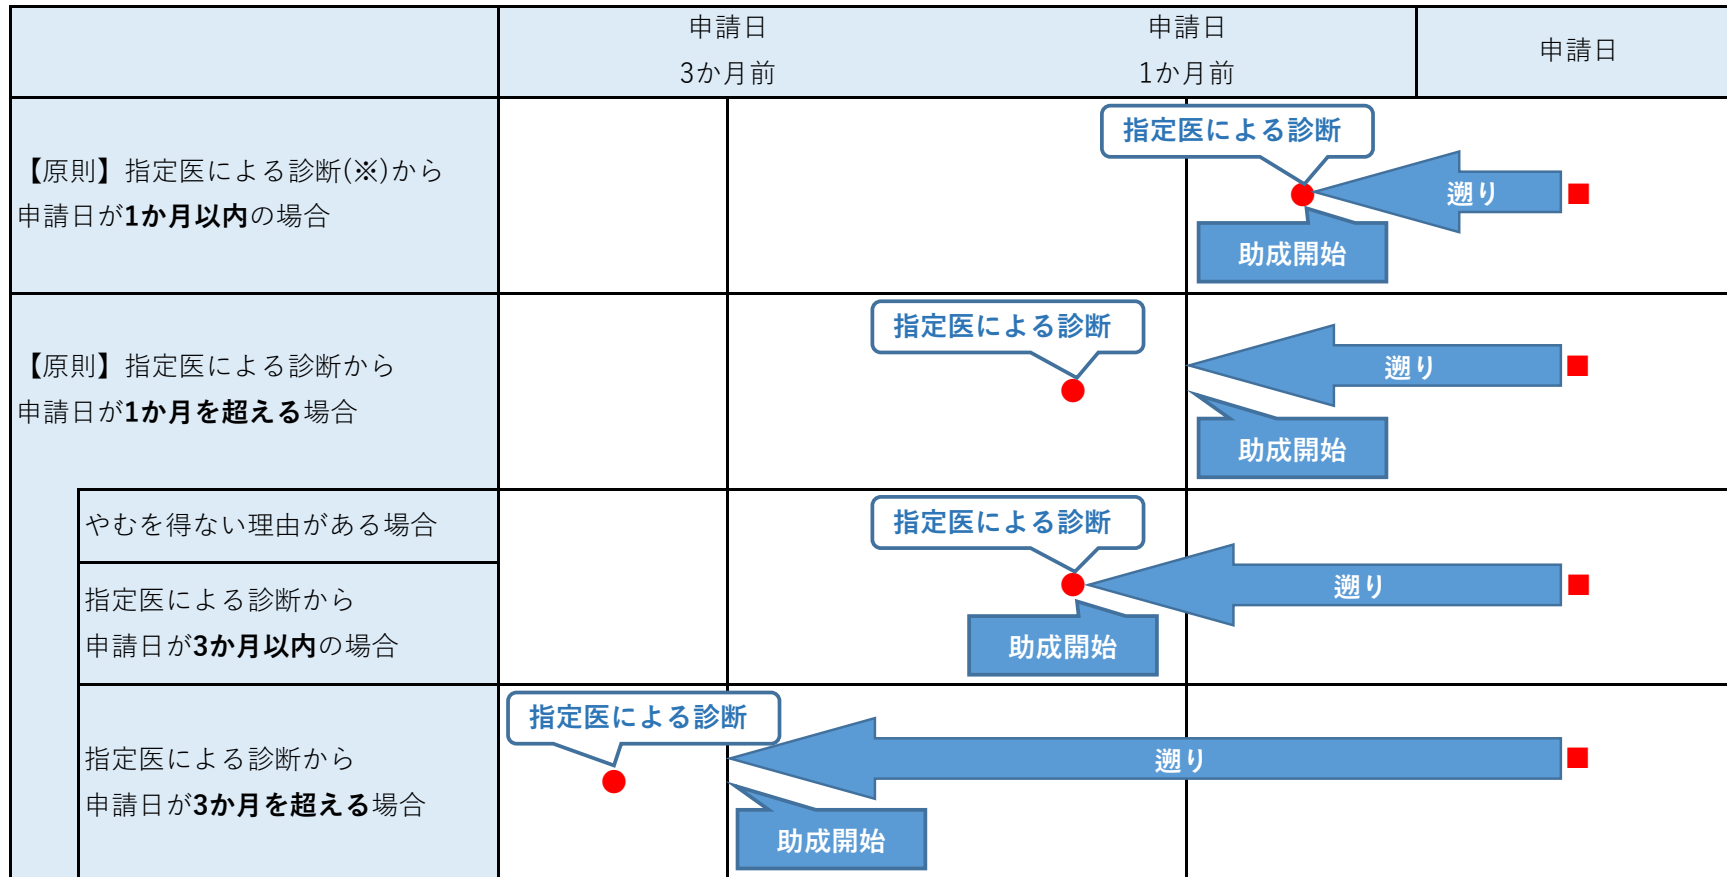 申請日
3か月前
申請日
1か月前
申請日
【原則】指定医による診断(※)から
申請日が1か月以内の場合
指定医による診断
遡り
助成開始
【原則】指定医による診断から
申請日が1か月を超える場合
指定医による診断
遡り
助成開始
やむを得ない理由がある場合
指定医による診断から
申請日が3か月以内の場合
指定医による診断
遡り
助成開始
指定医による診断から
申請日が3か月を超える場合
指定医による診断
遡り
助成開始